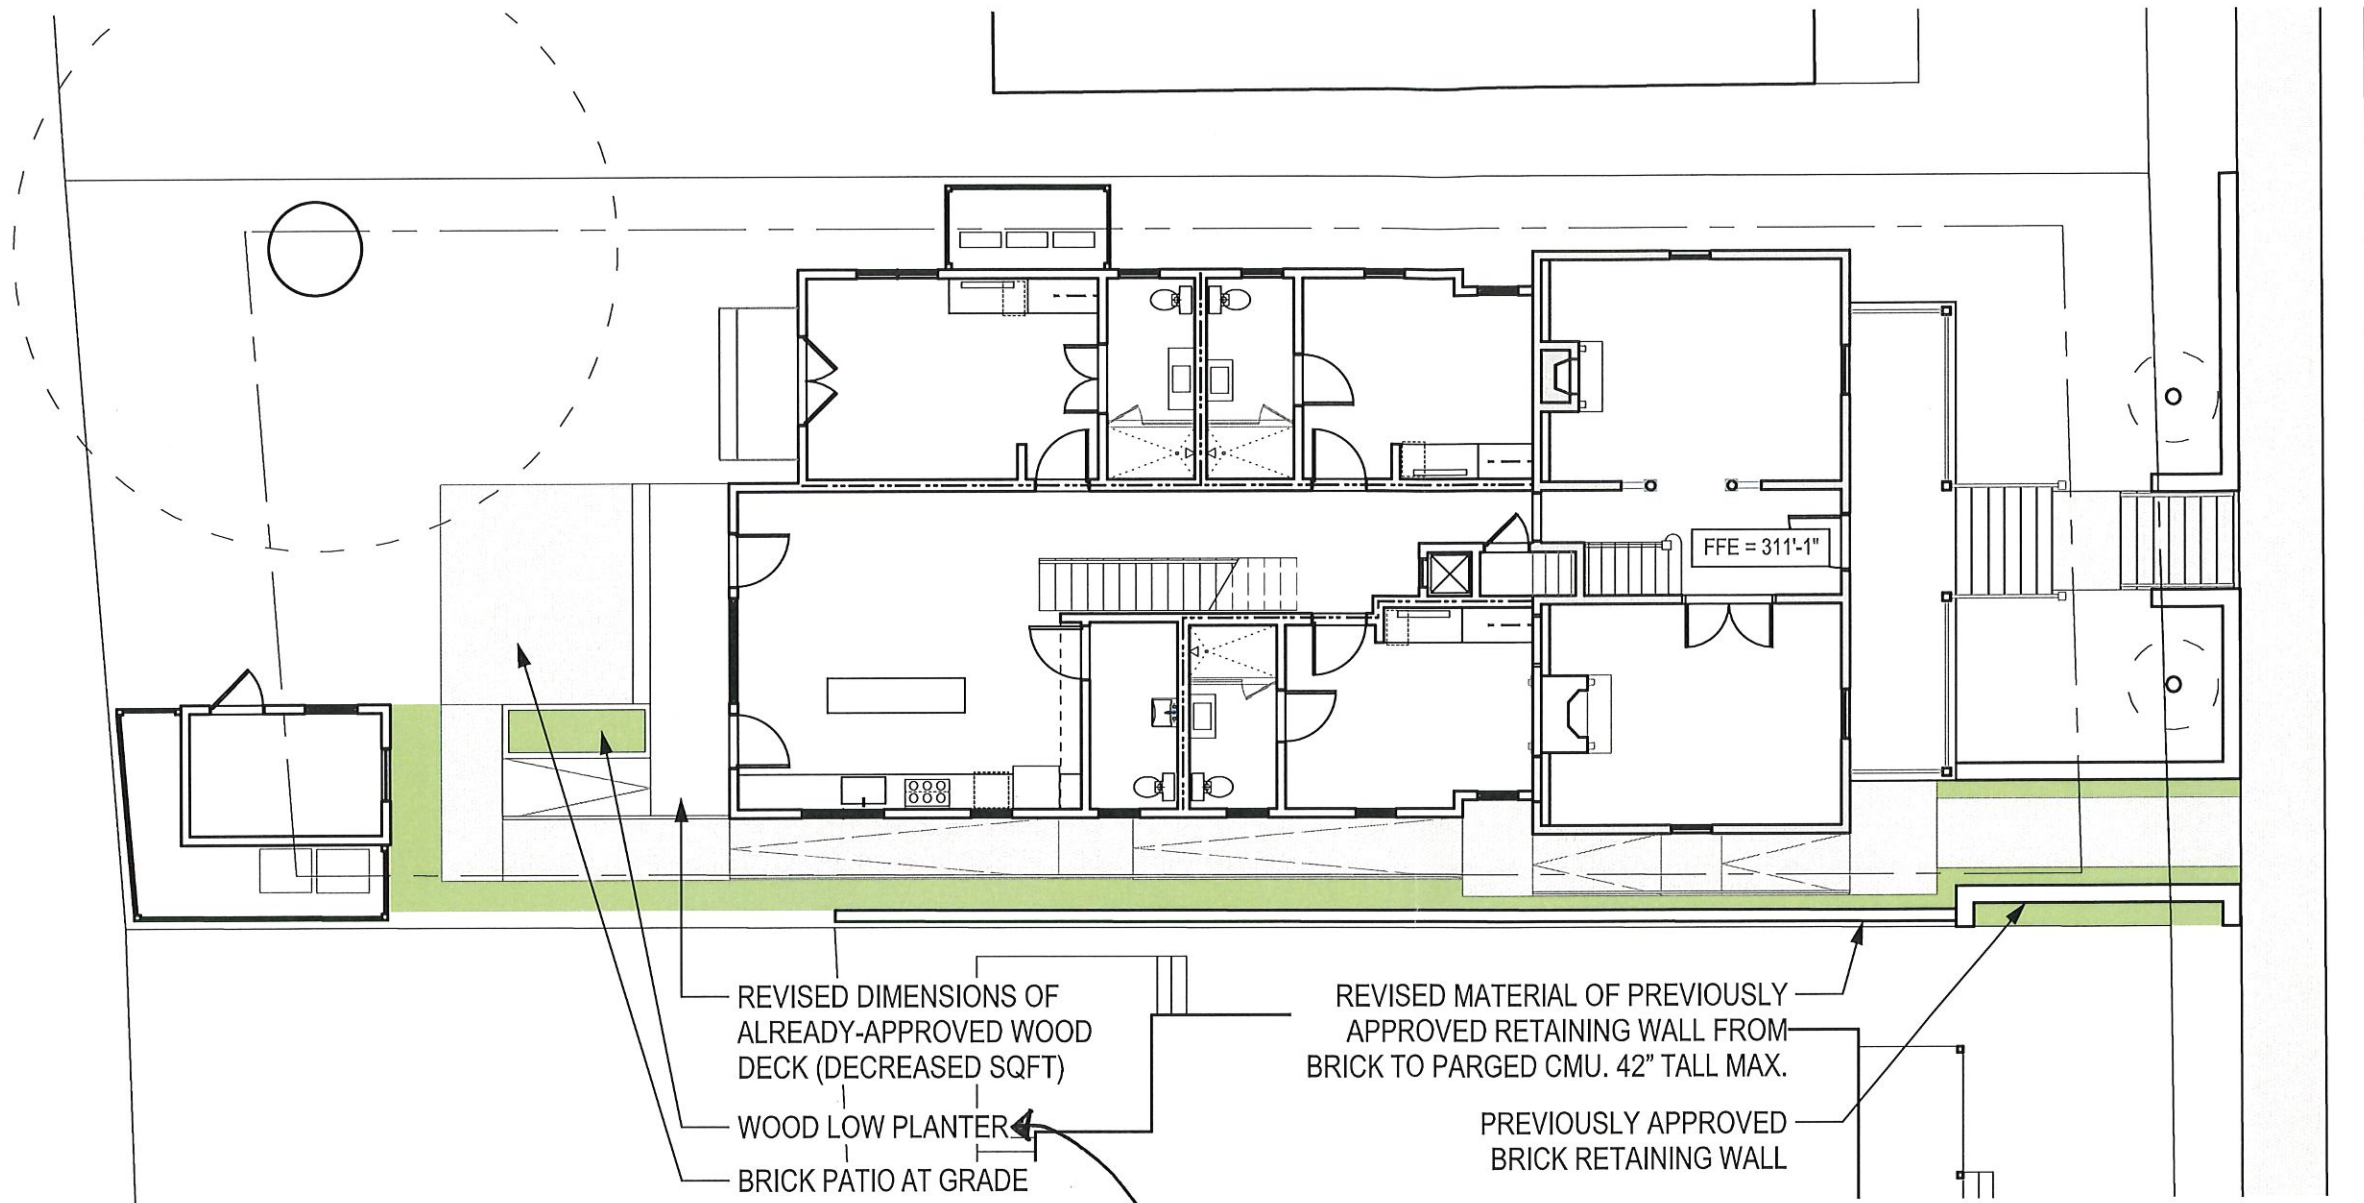 FFE = 311'-1"
REVISED DIMENSIONS OF
ALREADY-APPROVED WOOD
DECK (DECREASED SQFT)
WOOD LOW PLANTER
BRICK PATIO AT GRADE
REVISED MATERIAL OF PREVIOUSLY
APPROVED RETAINING WALL FROM
BRICK TO PARGED CMU. 42" TALL MAX.
PREVIOUSLY APPROVED
BRICK RETAINING WALL